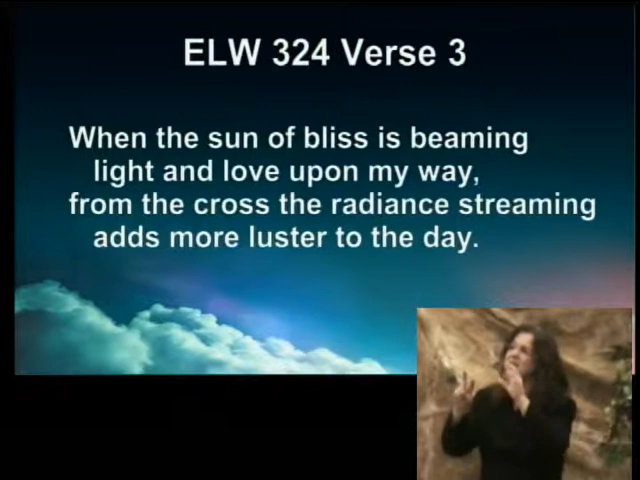 ELW 324 Verse 3
When the sun of bliss is beaming
light and love upon my way,
from the cross the radiance streaming
adds more luster to the day.